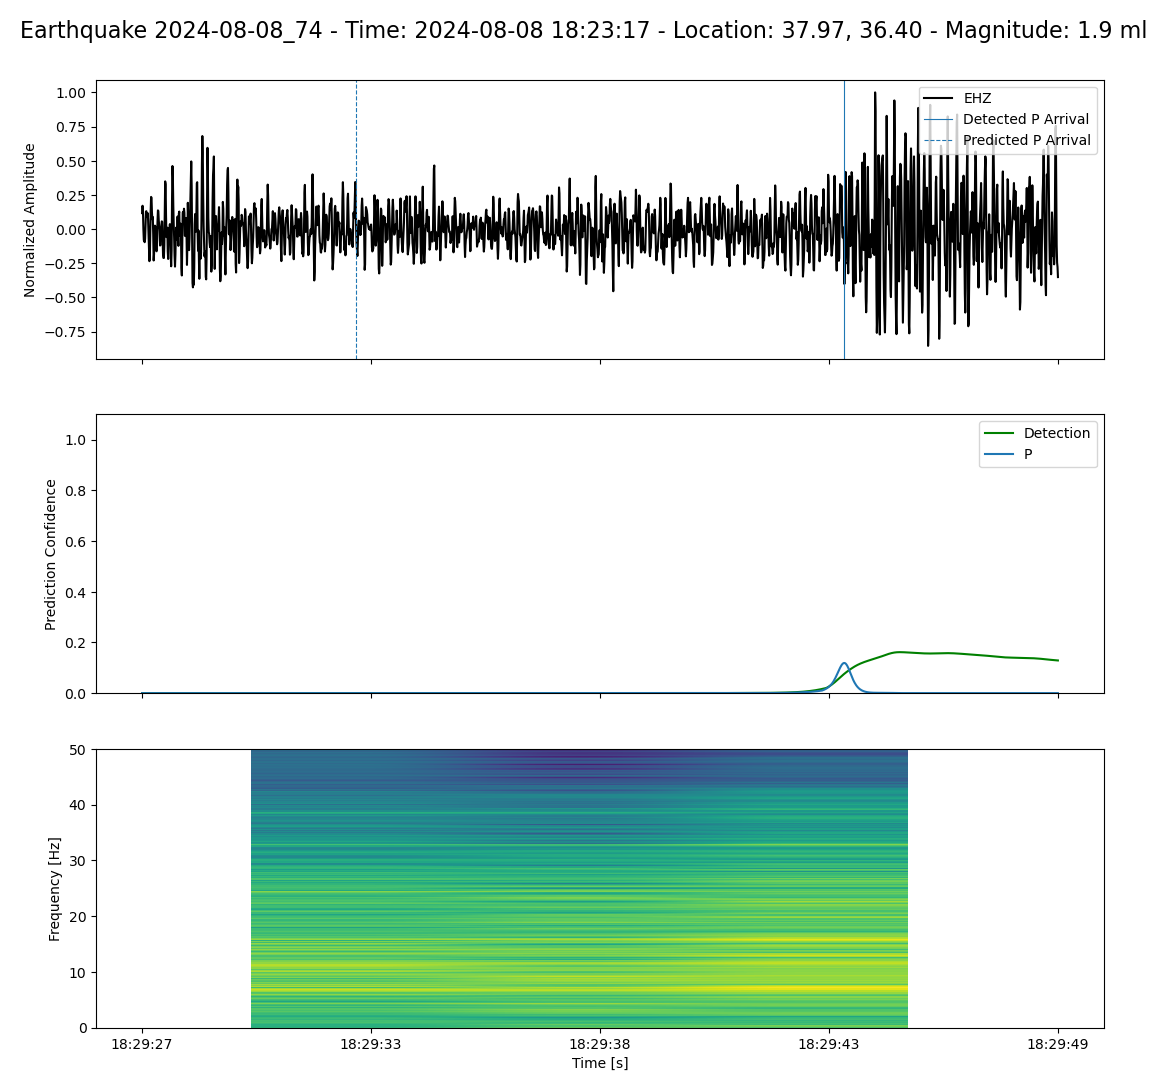 Earthquake 2024-08-08_74 - Time: 2024-08-08 18:23:17 - Location: 37.97, 36.40 - Magnitude: 1.9 ml
Normalized Amplitude
1.00
0.75
0.50
0.25
0.00
−0.25
−0.50
−0.75
EHZ
Detected P Arrival
Predicted P Arrival
Prediction Confidence
1.0
0.8
0.6
0.4
0.2
0.0
Detection
P
Frequency [Hz]
50
40
30
20
10
0
18:29:27 18:29:33 18:29:38 18:29:43 18:29:49
Time [s]